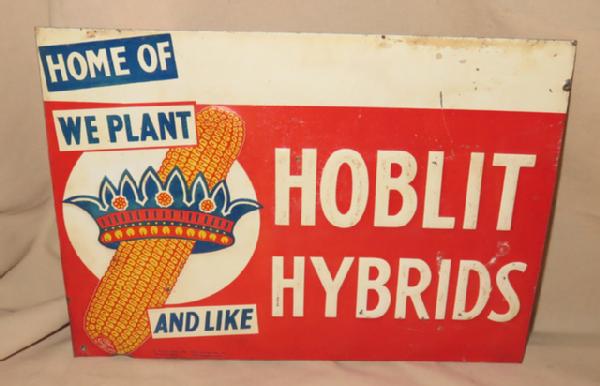 HOME OF
WE PLANT
AND LIKE
HOBLIT
HYBRIDS